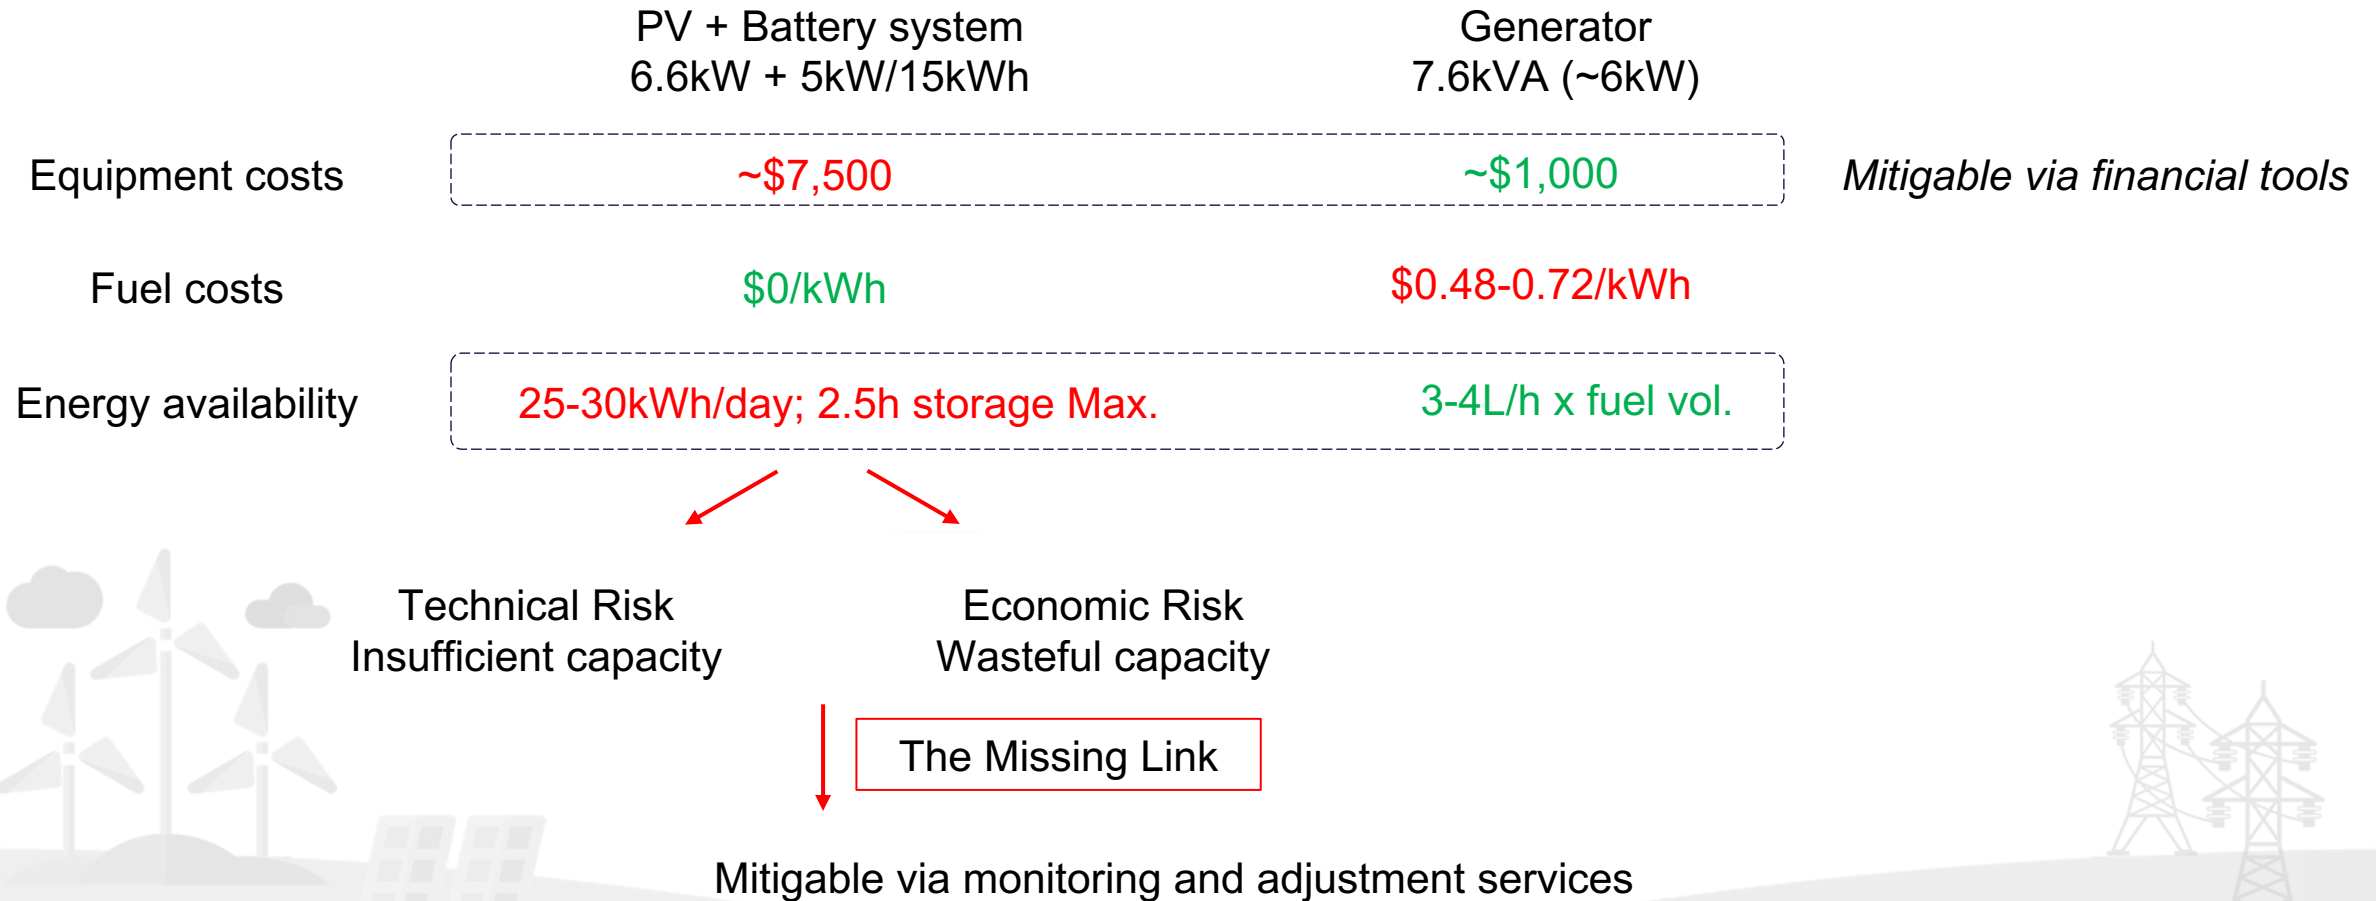 PV + Battery system
6.6kW + 5kW/15kWh
Generator
7.6kVA (~6kW)
Equipment costs
~$7,500
~$1,000
Mitigable via financial tools
Fuel costs
$0/kWh
$0.48-0.72/kWh
Energy availability
25-30kWh/day; 2.5h storage Max.
3-4L/h x fuel vol.
Technical Risk
Insufficient capacity
Economic Risk
Wasteful capacity
The Missing Link
Mitigable via monitoring and adjustment services